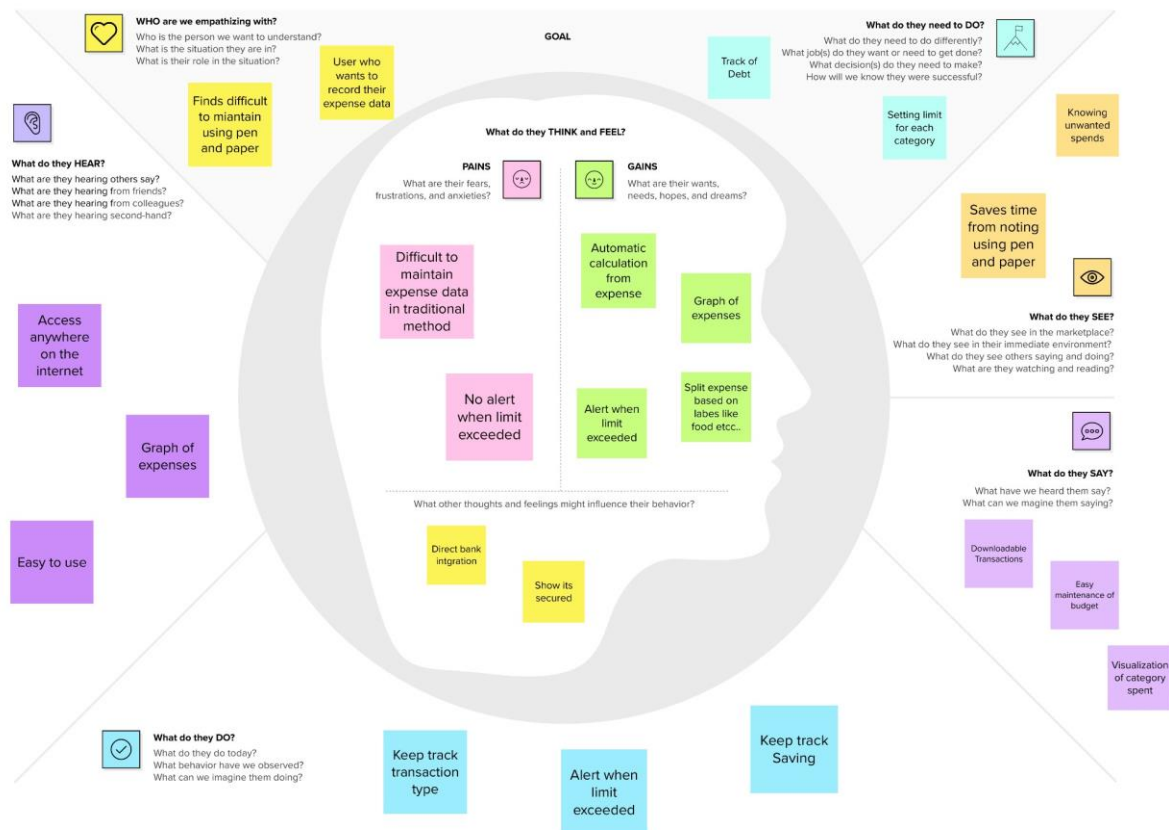 WHO are we empathizing with?
Who is the person we want to understand?
What is the situation they are in?
What is their role in the situation?
User who
wants to
record their
expense data
Finds difficult
to miantain
using pen
and paper
GOAL
What do they need to DO?
What do they need to do differently?
What job(s) do they want or need to get done?
What decision(s) do they need to make?
How will we know they were successful?
Track of
Debt
Setting limit
for each
category
Knowing
unwanted
spends
Saves time
from noting
using pen
and paper
What do they SEE?
What do they see in the marketplace?
What do they see in their immediate environment?
What do they see others saying and doing?
What are they watching and reading?
What do they HEAR?
What are they hearing others say?
What are they hearing from friends?
What are they hearing from colleagues?
What are they hearing second-hand?
Access
anywhere
on the
internet
Graph of
expenses
Easy to use
What do they THINK and FEEL?
PAINS
What are their fears,
frustrations, and anxieties?
Difficult to
maintain
expense data
in traditional
method
No alert
when limit
exceeded
GAINS
What are their wants,
needs, hopes, and dreams?
Automatic
calculation
from
expense
Graph of
expenses
Alert when
limit
exceeded
Split expense
based on
labes like
food etcc..
What other thoughts and feelings might influence their behavior?
Direct bank
intgration
Show its
secured
What do they SAY?
What have we heard them say?
What can we magine them saying?
Downloadable
Transactions
Easy
maintenance of
budget
Visualization
of category
spent
What do they DO?
What do they do today?
What behavior have we observed?
What can we imagine them doing?
Keep track
transaction
type
Alert when
limit
exceeded
Keep track
Saving